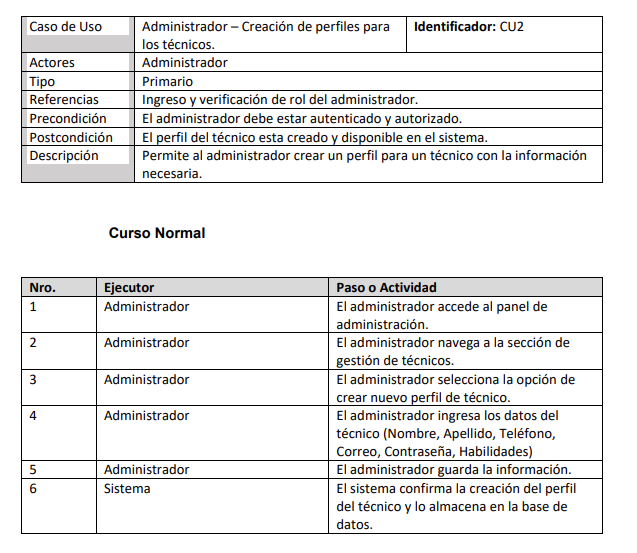 Caso de Uso
Administrador – Creación de perfiles para
los técnicos.
Identificador: CU2
Actores
Administrador
Tipo
Primario
Referencias
Ingreso y verificación de rol del administrador.
Precondición
El administrador debe estar autenticado y autorizado.
Postcondición
El perfil del técnico esta creado y disponible en el sistema.
Descripción
Permite al administrador crear un perfil para un técnico con la información
necesaria.
Curso Normal
Nro.
Ejecutor
Paso o Actividad
1
Administrador
El administrador accede al panel de
administración.
2
Administrador
El administrador navega a la sección de
gestión de técnicos.
3
Administrador
El administrador selecciona la opción de
crear nuevo perfil de técnico.
4
Administrador
El administrador ingresa los datos del
técnico (Nombre, Apellido, Teléfono,
Correo, Contraseña, Habilidades)
5
Administrador
El administrador guarda la información.
6
Sistema
El sistema confirma la creación del perfil
del técnico y lo almacena en la base de
datos.